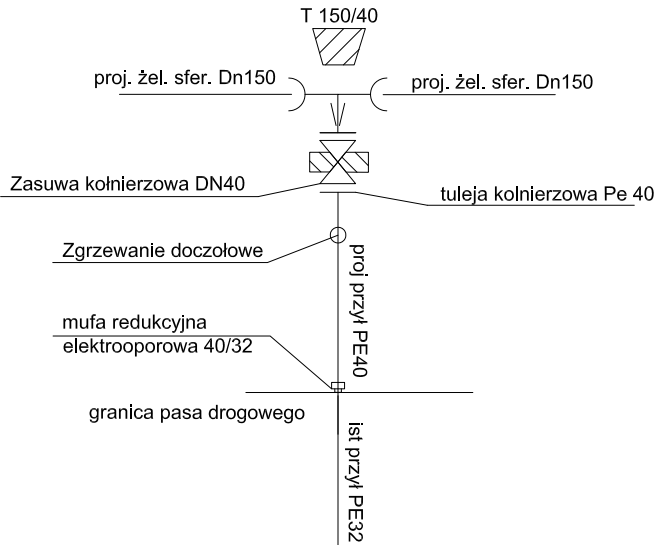 T 150/40
proj. żel. sfer. Dn150
proj. żel. sfer. Dn150
Zasuwa kołnierzowa DN40
tuleja kolnierzowa Pe 40
Zgrzewanie doczołowe
proj przył PE40
mufa redukcyjna
elektrooporowa 40/32
granica pasa drogowego
ist przył PE32